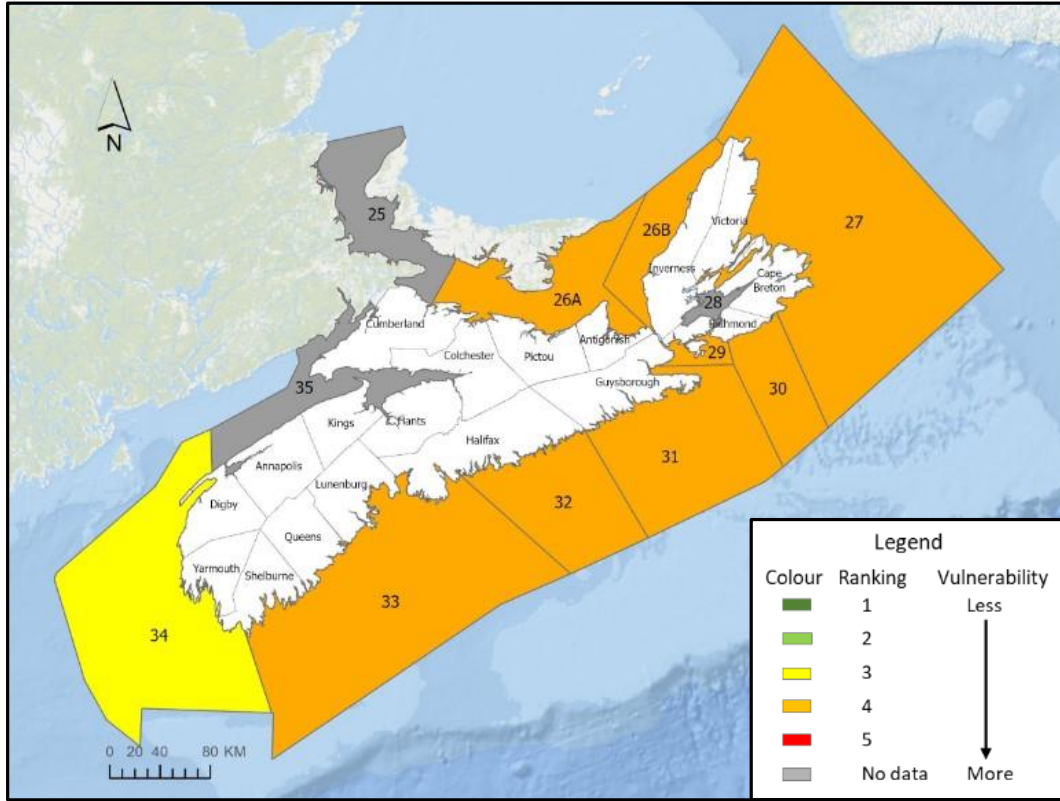 N
25
26B
27
Victoria
Inverness
Cape
Breton
28
26A
Richmond
Cumberland
Antigonish
Colchester
Pictou
29
Guysborough
35
30
Kings
Hants
Halifax
31
Annapolis
Lunenburg
32
Digby
Queens
Yarmouth
Shelburne
33
34
0 20 40 80 KM
Legend
Colour Ranking Vulnerability
1 Less
2
3
4
5
No data More